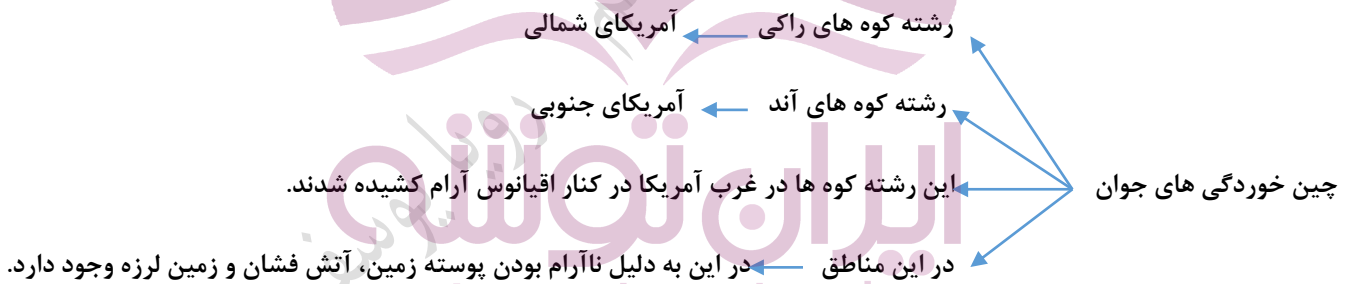 رشته کوه های راکی آمریکای شمالی
رشته کوه های آند آمریکای جنوبی
چین خوردگی های جوان این رشته کوه ها در غرب آمریکا در کنار اقیانوس آرام کشیده شدند.
در این مناطق در این به دلیل ناآرام بودن پوسته زمین، آتش فشان و زمین لرزه وجود دارد.
ایران توشه